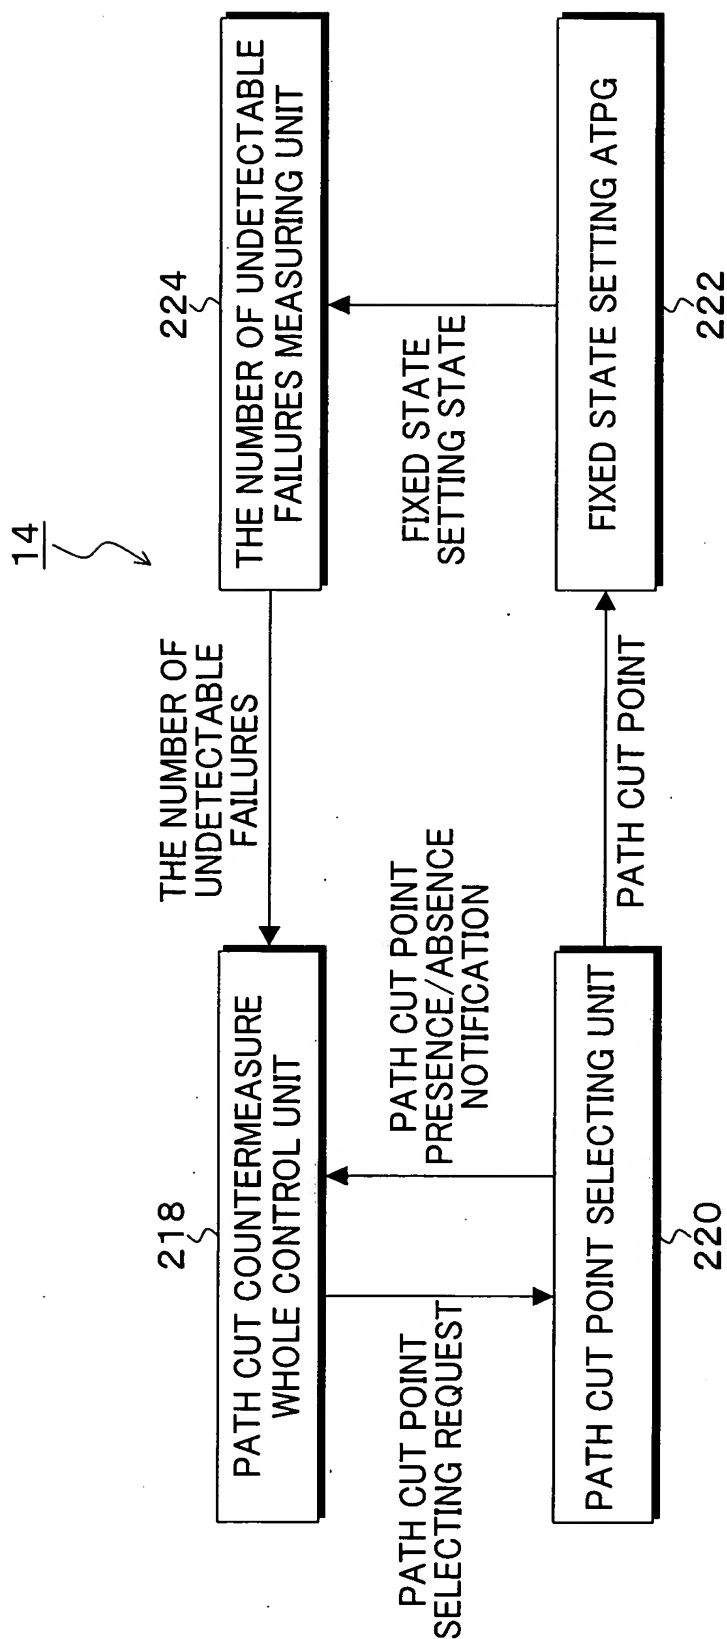 14
218
PATH CUT COUNTERMEASURE
WHOLE CONTROL UNIT
THE NUMBER OF
UNDETECTABLE
FAILURES
224
THE NUMBER OF UNDETECTABLE
FAILURES MEASURING UNIT
PATH CUT POINT
SELECTING REQUEST
PATH CUT POINT
PRESENCE/ABSENCE
NOTIFICATION
FIXED STATE
SETTING STATE
PATH CUT POINT SELECTING UNIT
220
PATH CUT POINT
FIXED STATE SETTING ATPG
222